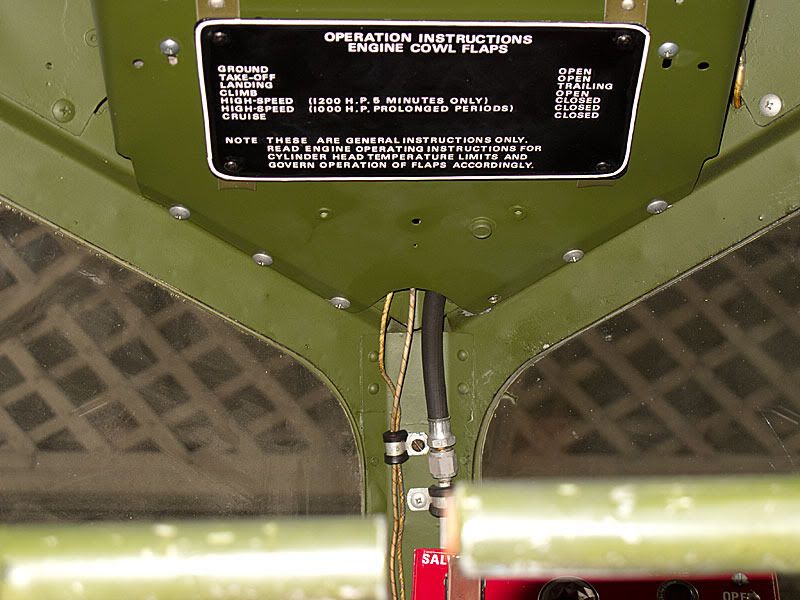 OPERATION INSTRUCTIONS
ENGINE COWL FLAPS
GROUND OPEN
TAKE-OFF OPEN
LANDING TRAILING
CLIMB OPEN
HIGH-SPEED (1200 H.P. 5 MINUTES ONLY) CLOSED
HIGH-SPEED (1000 H.P. PROLONGED PERIODS) CLOSED
CRUISE CLOSED
NOTE THESE ARE GENERAL INSTRUCTIONS ONLY.
READ ENGINE OPERATING INSTRUCTIONS FOR
CYLINDER HEAD TEMPERATURE LIMITS AND
GOVERN OPERATION OF FLAPS ACCORDINGLY.